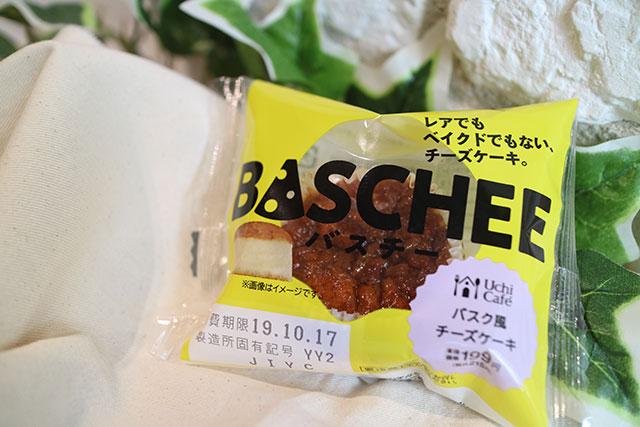 レアでも
ベイクドでもない、
チーズケーキ。
BASCHEE
バスチー
※画像はイメージです
Uchi
Café
バスク風
チーズケーキ
費期限 19.10.17
製造所固有記号 YY2